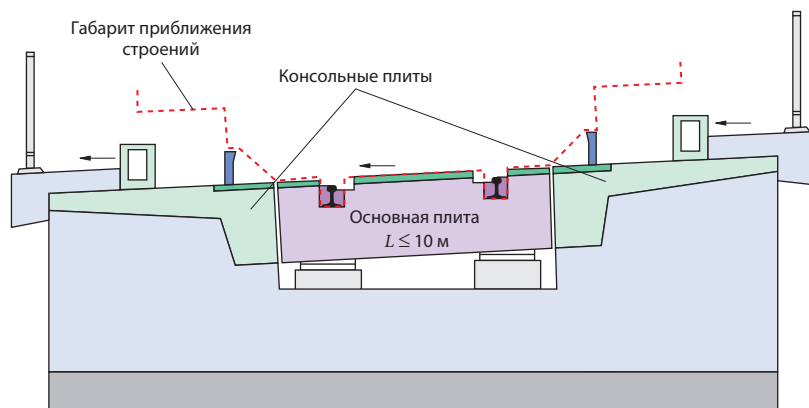 Габарит приближения
строений
Консольные плиты
Основная плита
L ≤ 10 м